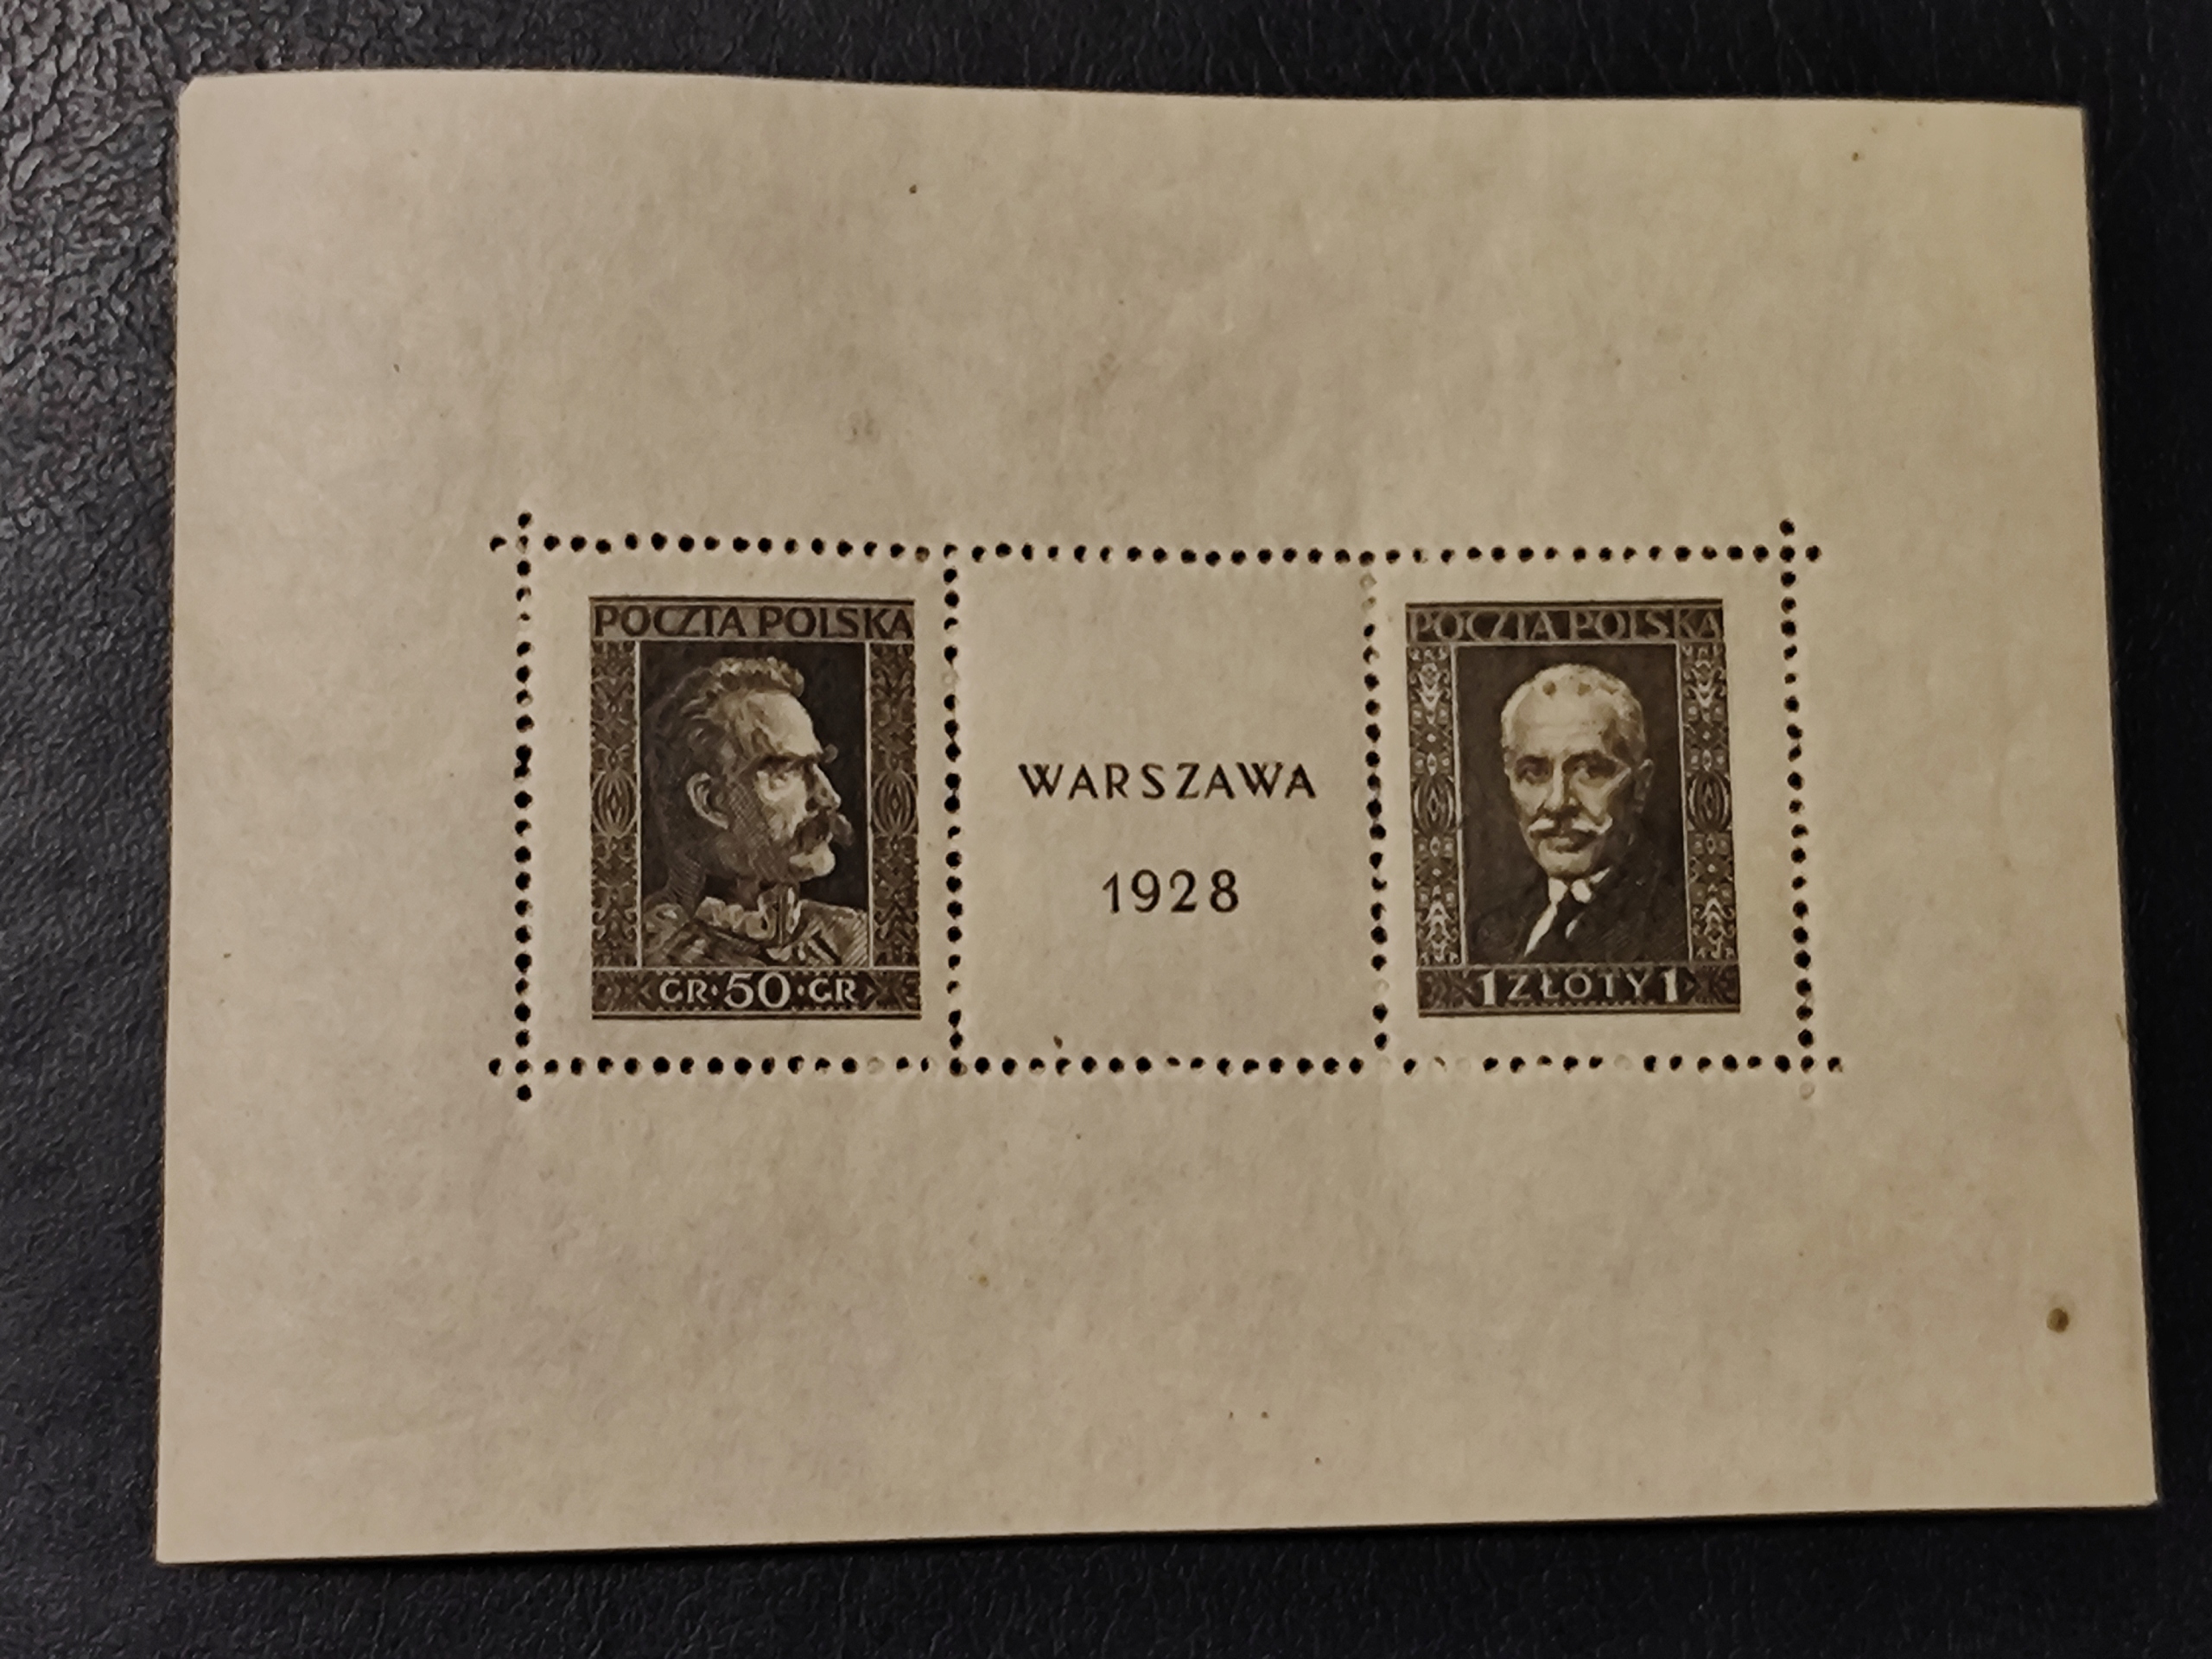 POCZTA POLSKA
GR·50·GR
WARSZAWA
1928
POCZTA POLSKA
1 ZŁOTY 1